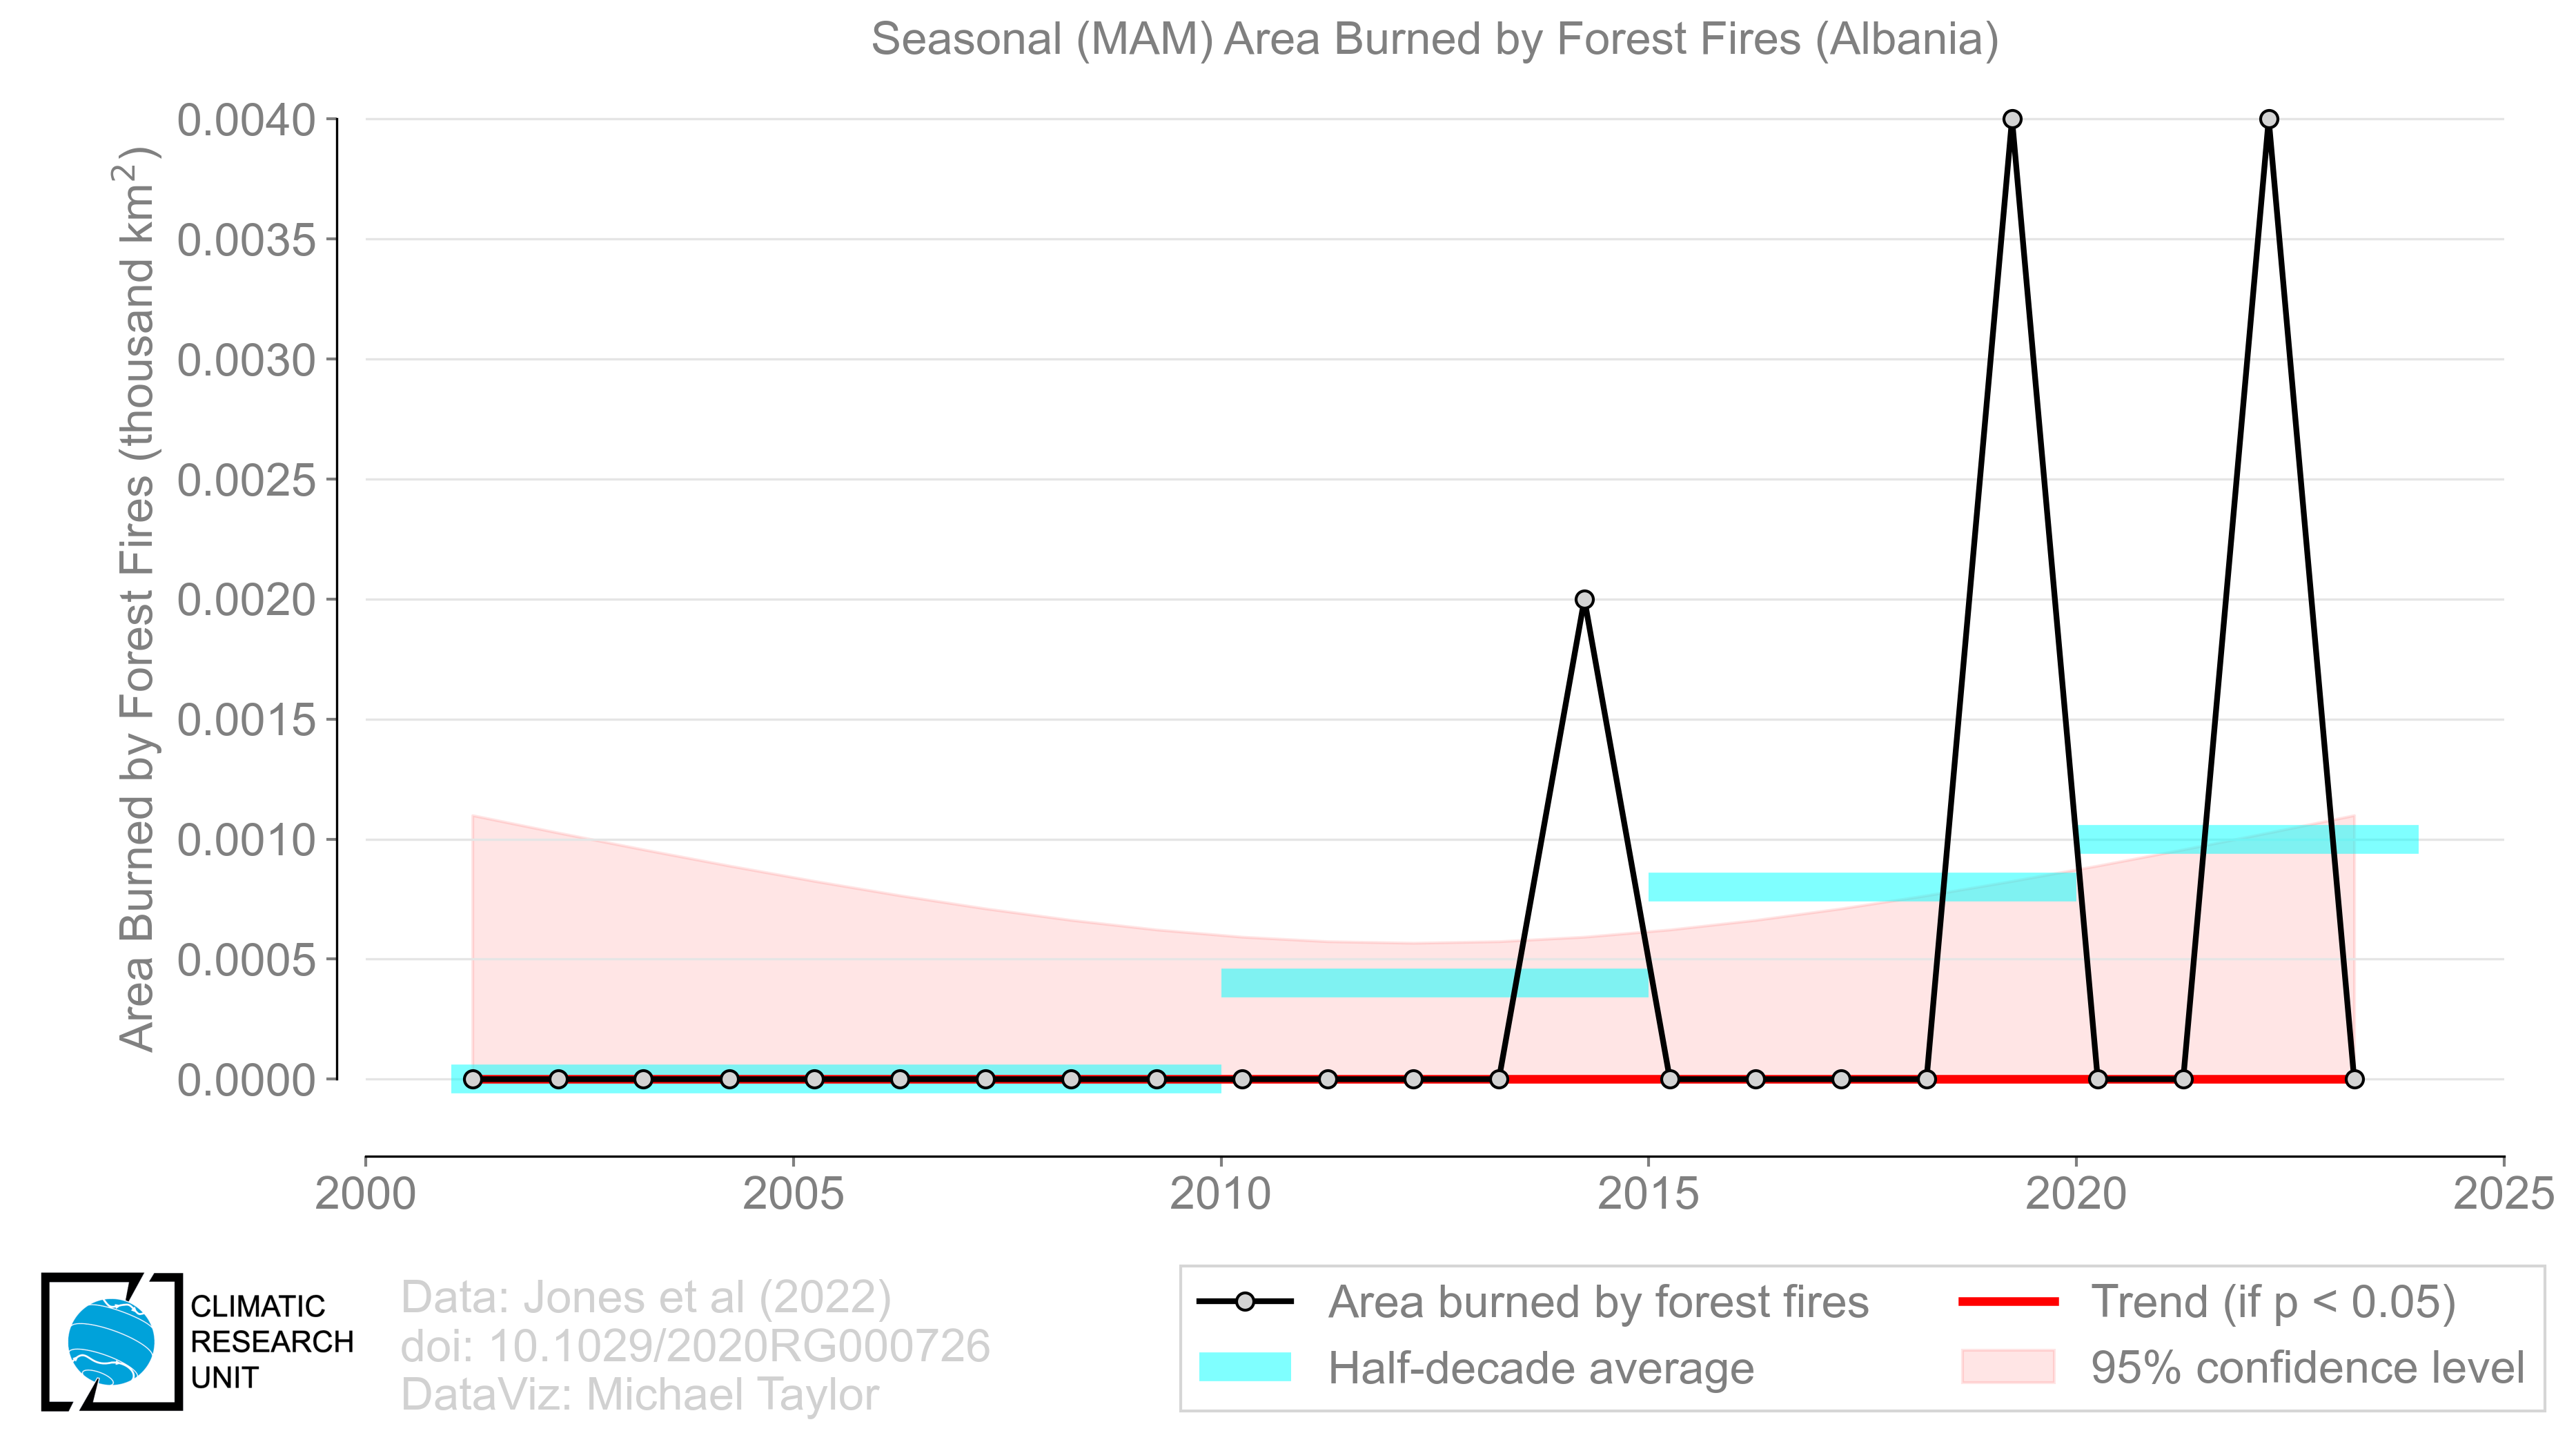 Seasonal (MAM) Area Burned by Forest Fires (Albania)
Area Burned by Forest Fires (thousand km²)
0.0040
0.0035
0.0030
0.0025
0.0020
0.0015
0.0010
0.0005
0.0000
2000 2005 2010 2015 2020 2025
CLIMATIC
RESEARCH
UNIT
Data: Jones et al (2022)
doi: 10.1029/2020RG000726
DataViz: Michael Taylor
Area burned by forest fires
Half-decade average
Trend (if p < 0.05)
95% confidence level